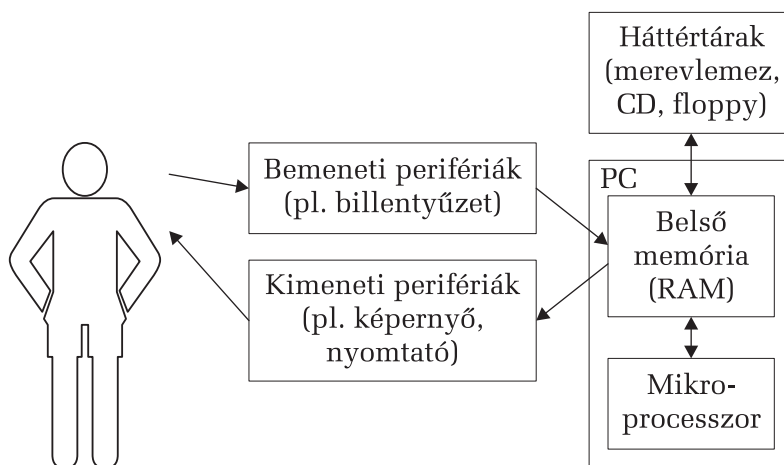 Háttértárak
(merevlemez,
CD, floppy)
Bemeneti perifériák
(pl. billentyűzet)
Kimeneti perifériák
(pl. képernyő,
nyomtató)
PC
Belső
memória
(RAM)
Mikro-
processzor